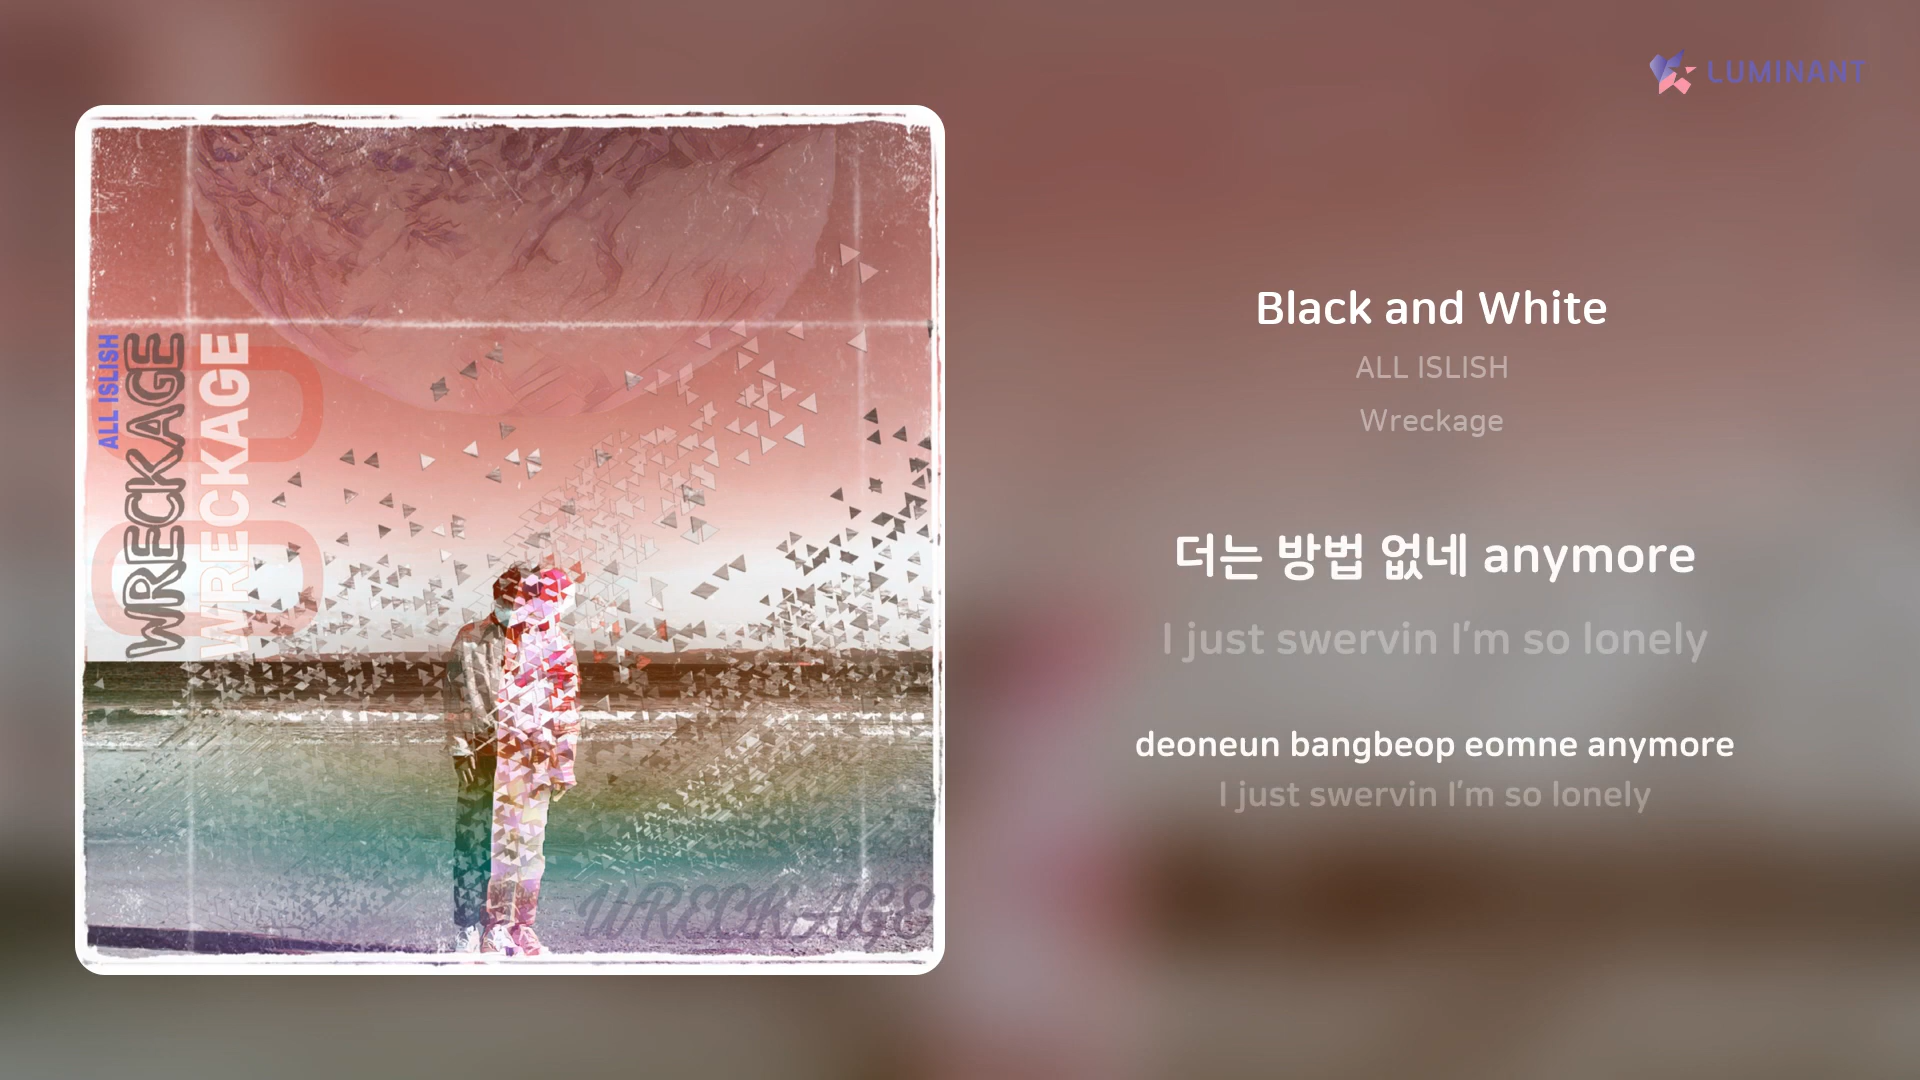 LUMINANT
ALL ISLISH
WRECKAGE
WRECKAGE
WRECKAGE
Black and White
ALL ISLISH
Wreckage
더는 방법 없네 anymore
I just swervin I'm so lonely
deoneun bangbeop eomne anymore
I just swervin I'm so lonely